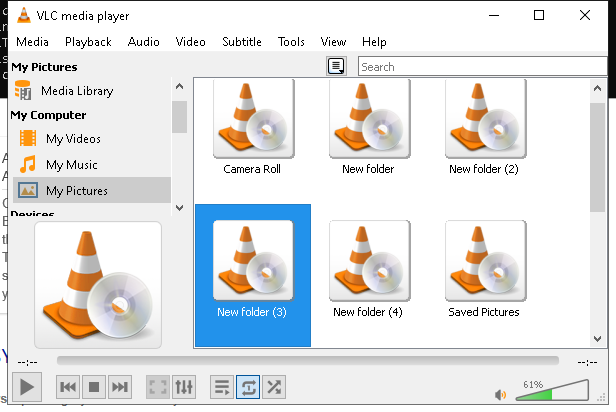 VLC media player
Media Playback Audio Video Subtitle Tools View Help
My Pictures
Search
Media Library
My Computer
My Videos
My Music
My Pictures
Devices
Camera Roll
New folder
New folder (2)
New folder (3)
New folder (4)
Saved Pictures
--:--
--:--
61%